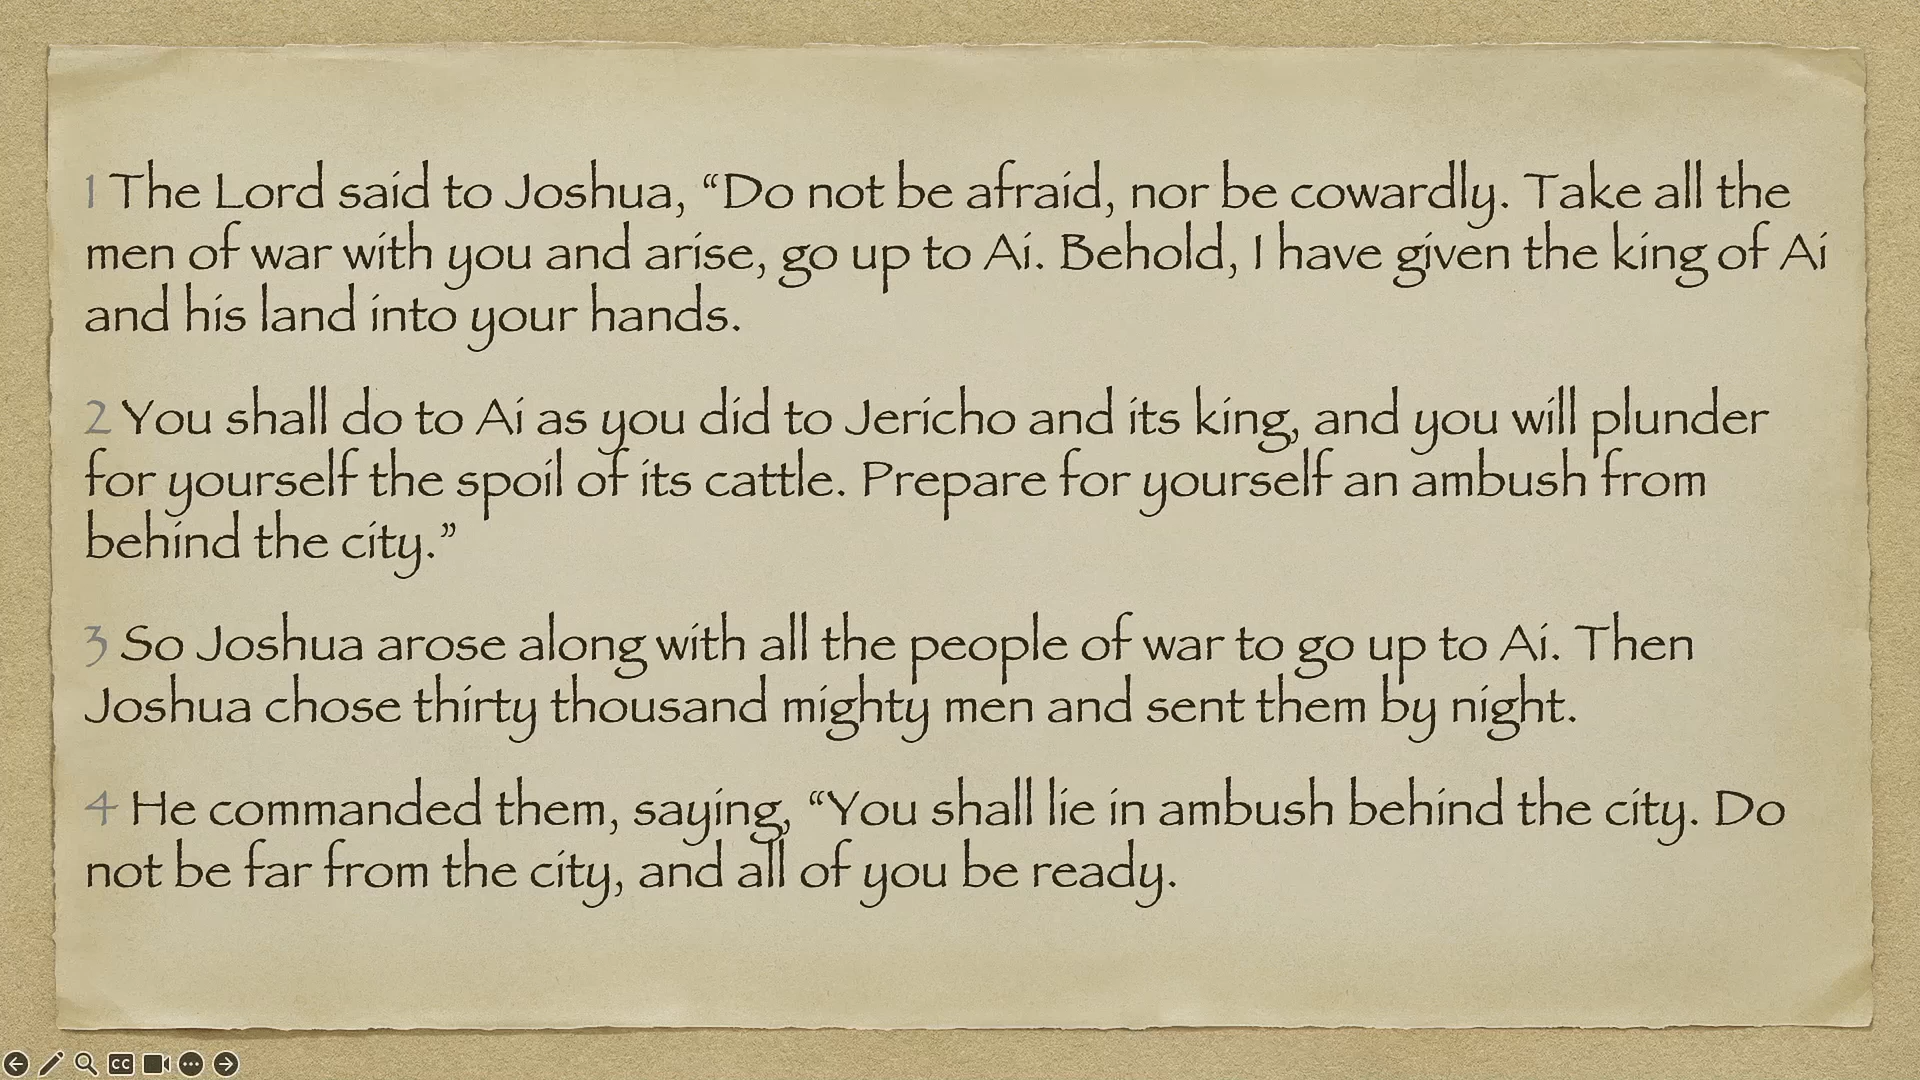 1 The Lord said to Joshua, “Do not be afraid, nor be cowardly. Take all the
men of war with you and arise, go up to Ai. Behold, I have given the king of Ai
and his land into your hands.
2 You shall do to Ai as you did to Jericho and its king, and you will plunder
for yourself the spoil of its cattle. Prepare for yourself an ambush from
behind the city.”
3 So Joshua arose along with all the people of war to go up to Ai. Then
Joshua chose thirty thousand mighty men and sent them by night.
4 He commanded them, saying, “You shall lie in ambush behind the city. Do
not be far from the city, and all of you be ready.
CC